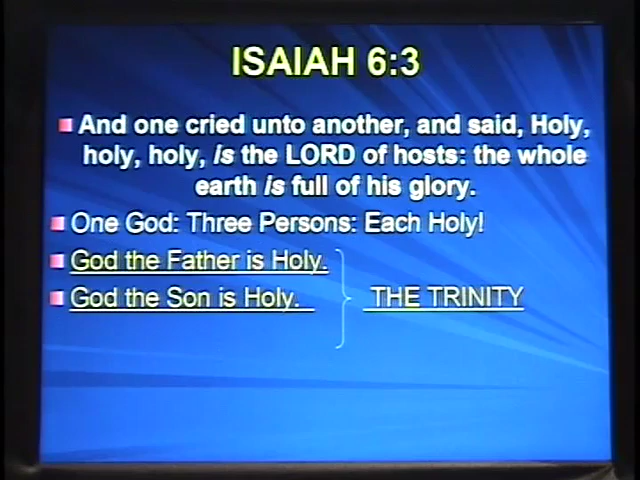 ISAIAH 6:3
And one cried unto another, and said, Holy,
holy, holy, is the LORD of hosts: the whole
earth is full of his glory.
One God: Three Persons: Each Holy!
God the Father is Holy.
God the Son is Holy. THE TRINITY